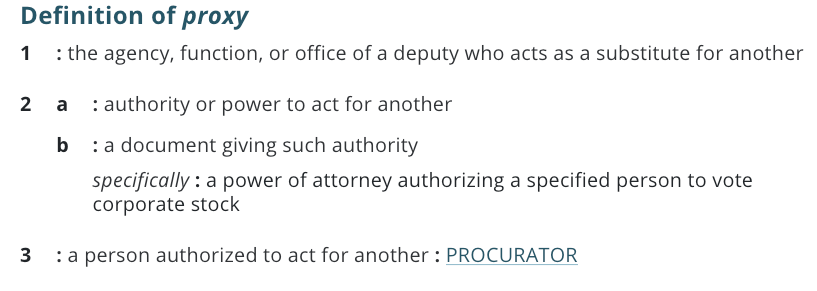 Definition of proxy
1 : the agency, function, or office of a deputy who acts as a substitute for another
2 a : authority or power to act for another
b : a document giving such authority
specifically : a power of attorney authorizing a specified person to vote
corporate stock
3 : a person authorized to act for another : PROCURATOR